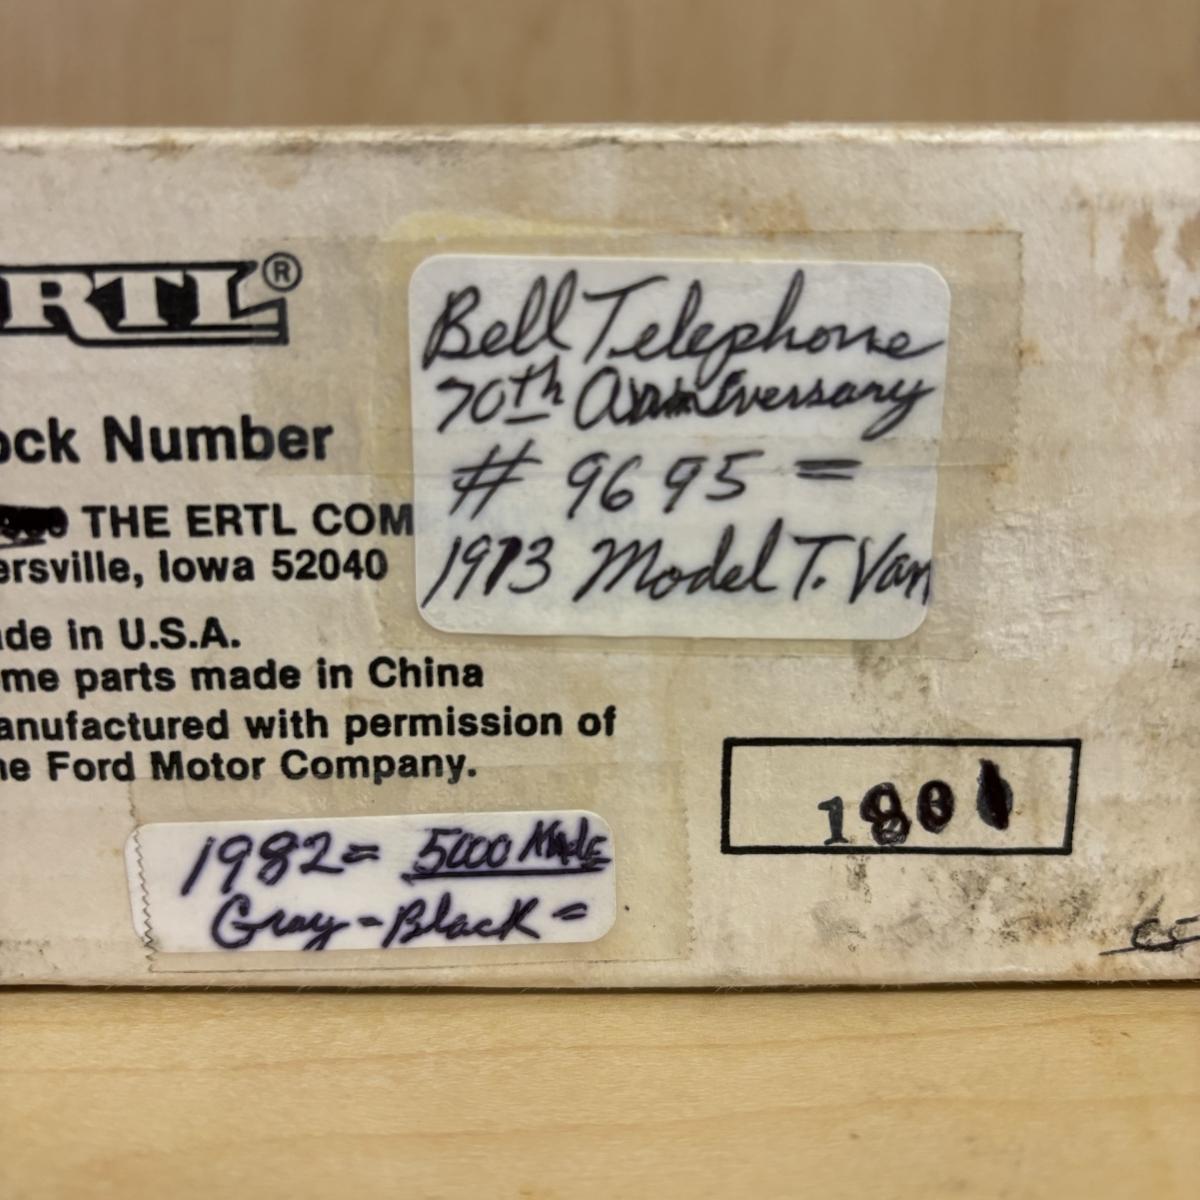 RTL®
Bell Telephone
70th Anniversary
# 9695 =
1913 Model T. Van
ock Number
THE ERTL COM
ersville, Iowa 52040
de in U.S.A.
me parts made in China
anufactured with permission of
e Ford Motor Company.
1982 = 5000 Made
Gray - Black =